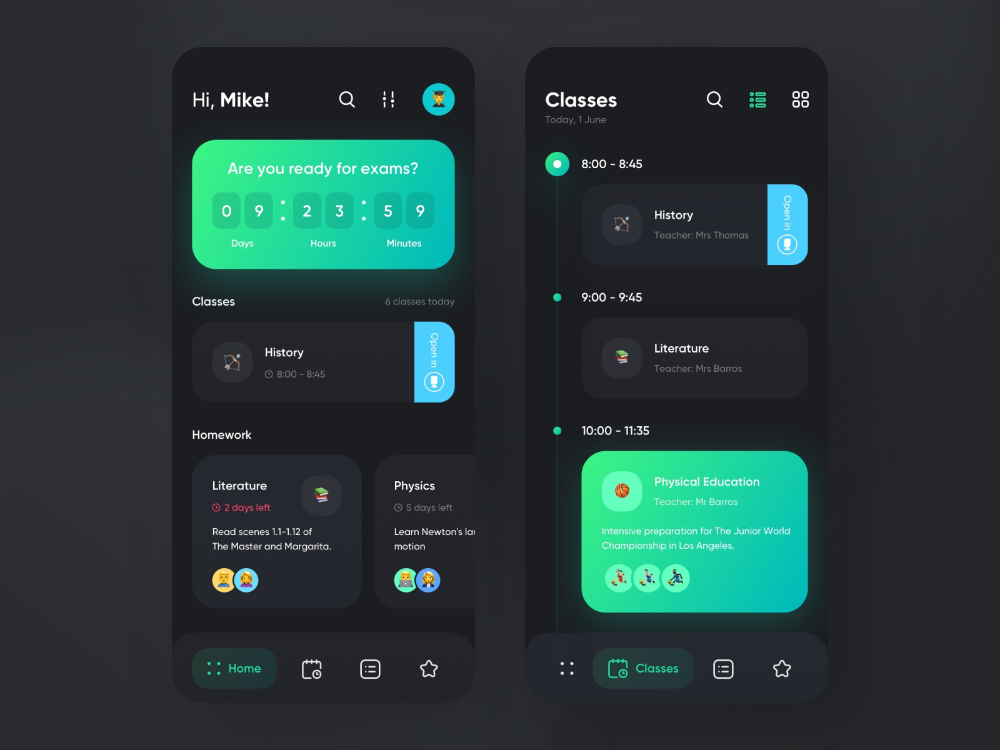 Hi, Mike!
Are you ready for exams?
0 9 : 2 3 : 5 9
Days Hours Minutes
Classes
6 classes today
History
8:00 - 8:45
Open in
Homework
Literature
2 days left
Read scenes 1.1-1.12 of
The Master and Margarita.
Physics
5 days left
Learn Newton's la
motion
Home
Classes
Today, 1 June
8:00 - 8:45
History
Teacher: Mrs Thomas
Open in
9:00 - 9:45
Literature
Teacher: Mrs Barros
10:00 - 11:35
Physical Education
Teacher: Mr Barros
Intensive preparation for The Junior World
Championship in Los Angeles.
Classes